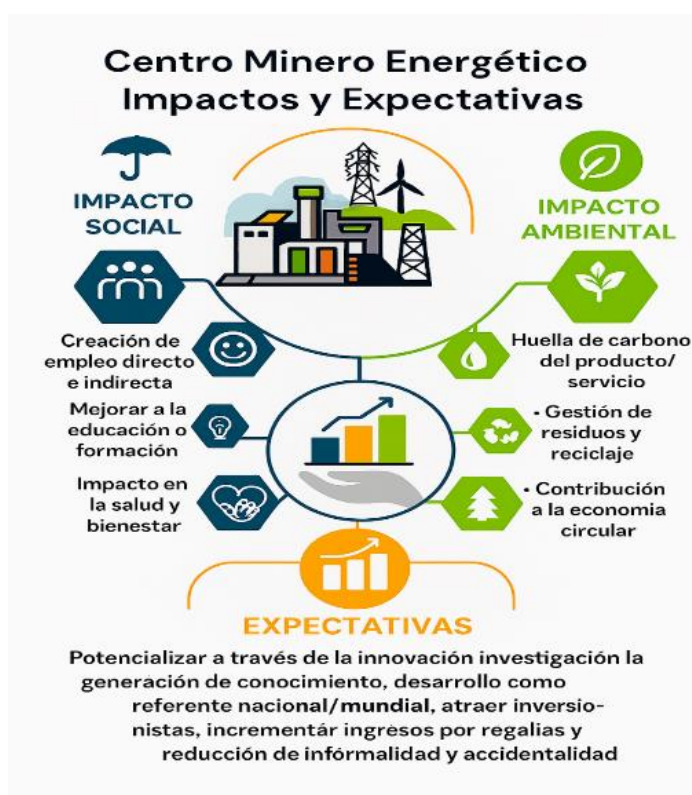 Centro Minero Energético
Impactos y Expectativas
IMPACTO
SOCIAL
Creación de
empleo directo
e indirecta
Mejorar a la
educación o
formación
Impacto en
la salud y
bienestar
IMPACTO
AMBIENTAL
Huella de carbono
del producto/
servicio
• Gestión de
residuos y
reciclaje
• Contribución
a la economia
circular
EXPECTATIVAS
Potencializar a través de la innovación investigación la
generación de conocimiento, desarrollo como
referente nacional/mundial, atraer inversio-
nistas, incrementár ingresos por regalias y
reducción de infórmalidad y accidentalidad